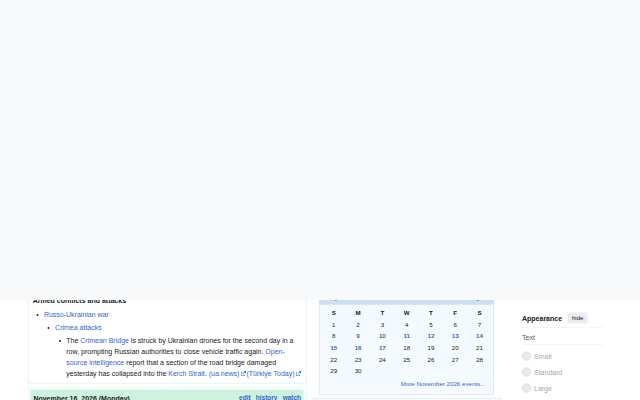 Armed conflicts and attacks
• Russo-Ukrainian war
• Crimea attacks
• The Crimean Bridge is struck by Ukrainian drones for the second day in a
row, prompting Russian authorities to close vehicle traffic again. Open-
source intelligence report that a section of the road bridge damaged
yesterday has collapsed into the Kerch Strait. (ua.news) (Türkiye Today)
November 16, 2026 (Monday) edit history watch
S M T W T F S
1 2 3 4 5 6 7
8 9 10 11 12 13 14
15 16 17 18 19 20 21
22 23 24 25 26 27 28
29 30
More November 2026 events...
Appearance hide
Text
Small
Standard
Large